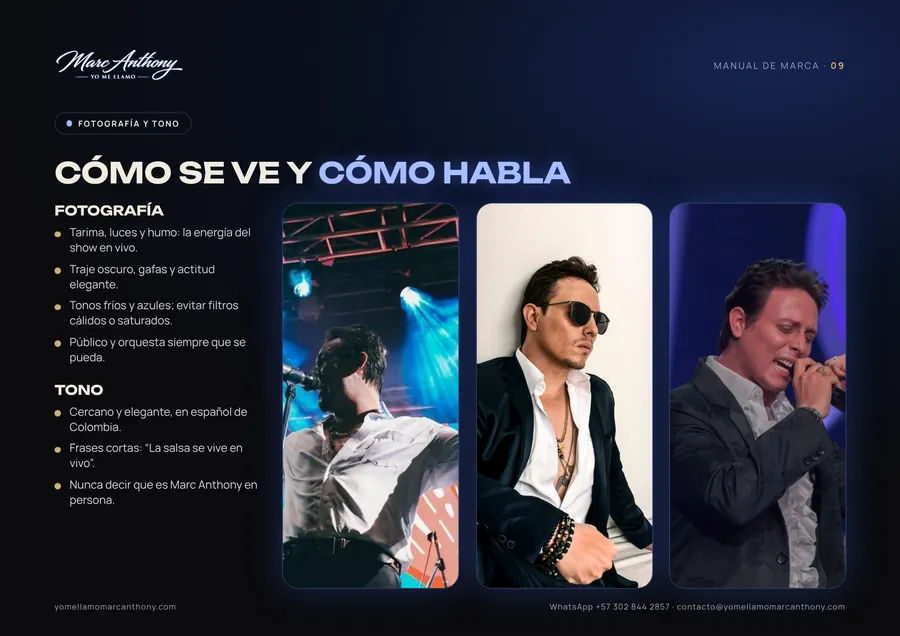 Marc Anthony
YO ME LLAMO
MANUAL DE MARCA · 09
FOTOGRAFÍA Y TONO
CÓMO SE VE Y CÓMO HABLA
FOTOGRAFÍA
Tarima, luces y humo: la energía del
show en vivo.
Traje oscuro, gafas y actitud
elegante.
Tonos fríos y azules; evitar filtros
cálidos o saturados.
Público y orquesta siempre que se
pueda.
TONO
Cercano y elegante, en español de
Colombia.
Frases cortas: “La salsa se vive en
vivo”.
Nunca decir que es Marc Anthony en
persona.
yomellamomarcanthony.com
WhatsApp +57 302 844 2857 · contacto@yomellamomarcanthony.com